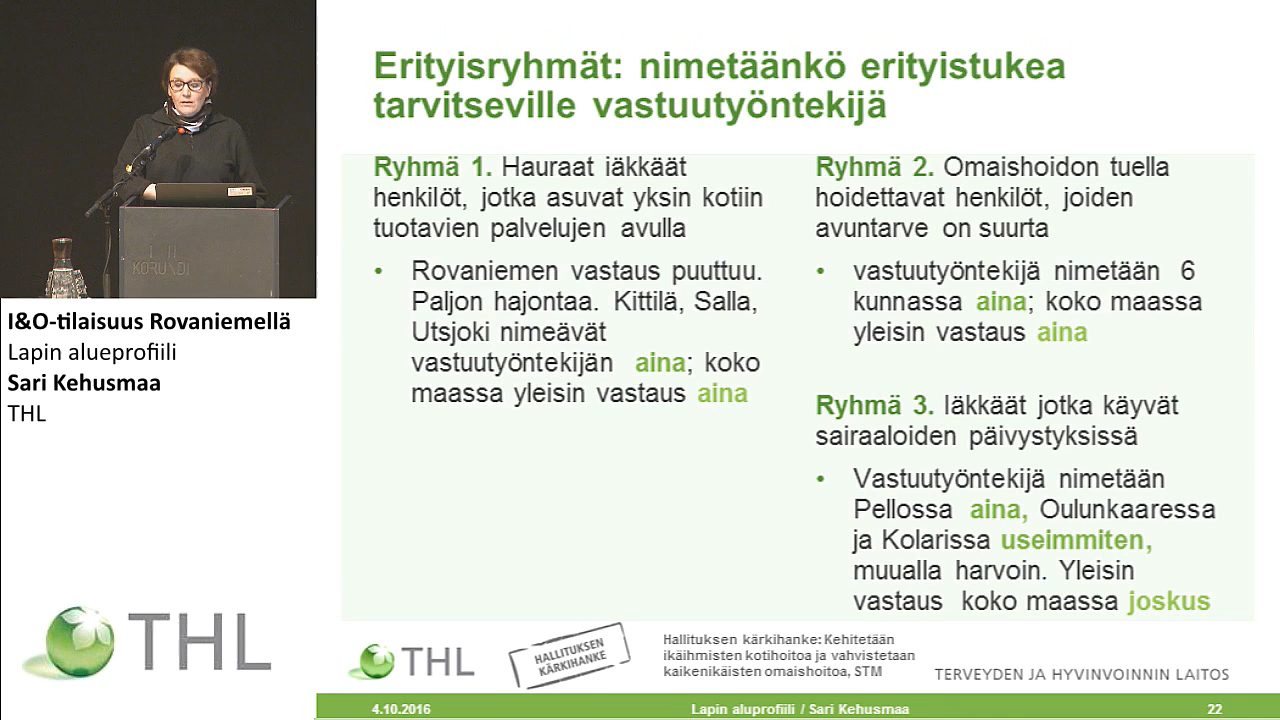 Erityisryhmät: nimetäänkö erityistukea
tarvitseville vastuutyöntekijä
Ryhmä 1. Hauraat iäkkäät
henkilöt, jotka asuvat yksin kotiin
tuotavien palvelujen avulla
• Rovaniemen vastaus puuttuu.
Paljon hajontaa. Kittilä, Salla,
Utsjoki nimeävät
vastuutyöntekijän aina; koko
maassa yleisin vastaus aina
Ryhmä 2. Omaishoidon tuella
hoidettavat henkilöt, joiden
avuntarve on suurta
• vastuutyöntekijä nimetään 6
kunnassa aina; koko maassa
yleisin vastaus aina
Ryhmä 3. Iäkkäät jotka käyvät
sairaaloiden päivystyksissä
• Vastuutyöntekijä nimetään
Pellossa aina, Oulunkaaressa
ja Kolarissa useimmiten,
muualla harvoin. Yleisin
vastaus koko maassa joskus
KORUNDI
I&O-tilaisuus Rovaniemellä
Lapin alueprofiili
Sari Kehusmaa
THL
THL
THL
HALLITUKSEN
KÄRKIHANKE
Hallituksen kärkihanke: Kehitetään
ikäihmisten kotihoitoa ja vahvistetaan
kaikenikäisten omaishoitoa, STM
TERVEYDEN JA HYVINVOINNIN LAITOS
4.10.2016
Lapin aluprofiili / Sari Kehusmaa
22